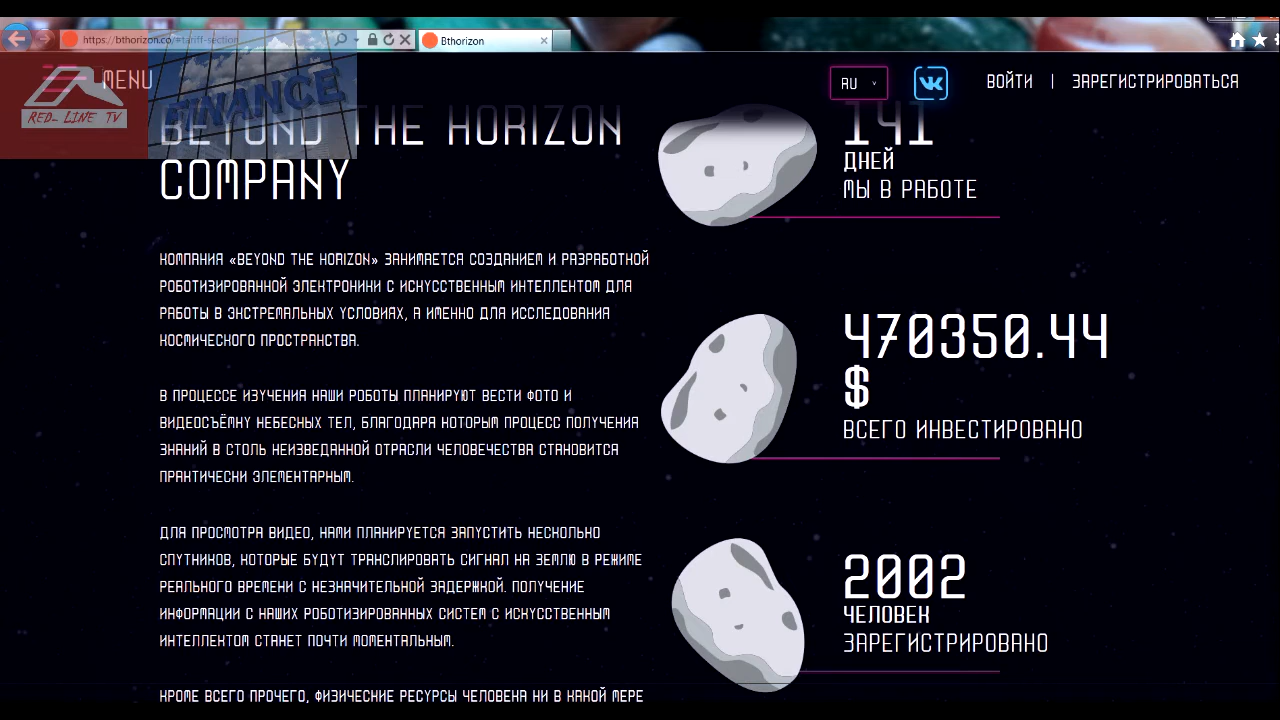 https://bthorizon.co/#tariff-section
Bthorizon
MENU
RED-LINE TV
FINANCE
RU
ВОЙТИ | ЗАРЕГИСТРИРОВАТЬСЯ
BEYOND THE HORIZON
COMPANY
КОМПАНИЯ «BEYOND THE HORIZON» ЗАНИМАЕТСЯ СОЗДАНИЕМ И РАЗРАБОТКОЙ
РОБОТИЗИРОВАННОЙ ЭЛЕКТРОНИКИ С ИСКУССТВЕННЫМ ИНТЕЛЛЕКТОМ ДЛЯ
РАБОТЫ В ЭКСТРЕМАЛЬНЫХ УСЛОВИЯХ, А ИМЕННО ДЛЯ ИССЛЕДОВАНИЯ
КОСМИЧЕСКОГО ПРОСТРАНСТВА.
В ПРОЦЕССЕ ИЗУЧЕНИЯ НАШИ РОБОТЫ ПЛАНИРУЮТ ВЕСТИ ФОТО И
ВИДЕОСЪЁМКУ НЕБЕСНЫХ ТЕЛ, БЛАГОДАРЯ КОТОРЫМ ПРОЦЕСС ПОЛУЧЕНИЯ
ЗНАНИЙ В СТОЛЬ НЕИЗВЕДАННОЙ ОТРАСЛИ ЧЕЛОВЕЧЕСТВА СТАНОВИТСЯ
ПРАКТИЧЕСКИ ЭЛЕМЕНТАРНЫМ.
ДЛЯ ПРОСМОТРА ВИДЕО, НАМИ ПЛАНИРУЕТСЯ ЗАПУСТИТЬ НЕСКОЛЬКО
СПУТНИКОВ, КОТОРЫЕ БУДУТ ТРАНСЛИРОВАТЬ СИГНАЛ НА ЗЕМЛЮ В РЕЖИМЕ
РЕАЛЬНОГО ВРЕМЕНИ С НЕЗНАЧИТЕЛЬНОЙ ЗАДЕРЖКОЙ. ПОЛУЧЕНИЕ
ИНФОРМАЦИИ С НАШИХ РОБОТИЗИРОВАННЫХ СИСТЕМ С ИСКУССТВЕННЫМ
ИНТЕЛЛЕКТОМ СТАНЕТ ПОЧТИ МОМЕНТАЛЬНЫМ.
КРОМЕ ВСЕГО ПРОЧЕГО, ФИЗИЧЕСКИЕ РЕСУРСЫ ЧЕЛОВЕКА НИ В КАКОЙ МЕРЕ
141
ДНЕЙ
МЫ В РАБОТЕ
470350.44
$
ВСЕГО ИНВЕСТИРОВАНО
2002
ЧЕЛОВЕК
ЗАРЕГИСТРИРОВАНО